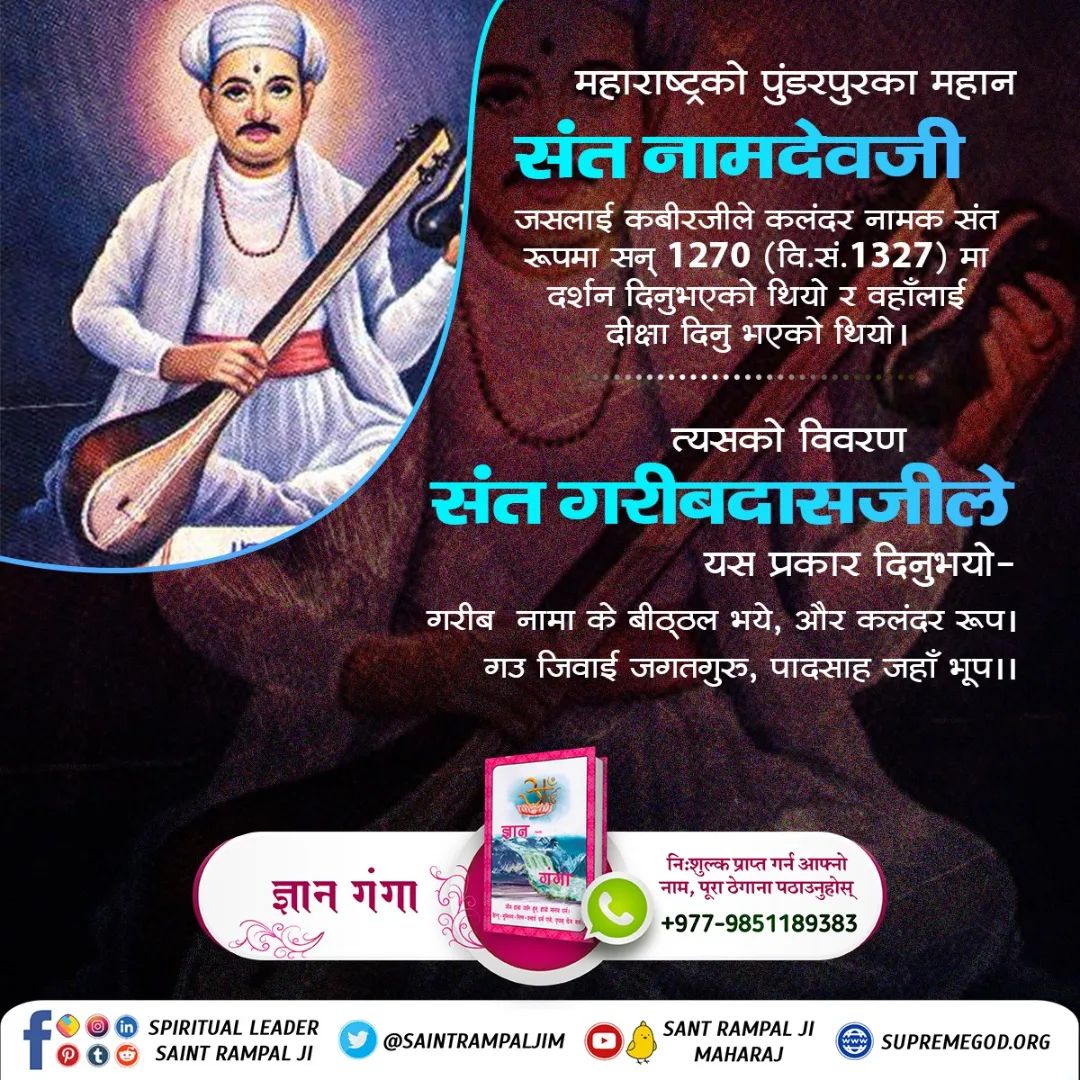 महाराष्ट्रको पुंडरपुरका महान
संत नामदेवजी
जसलाई कबीरजीले कलंदर नामक संत
रूपमा सन् 1270 (वि.सं.1327) मा
दर्शन दिनुभएको थियो र वहाँलाई
दीक्षा दिनु भएको थियो।
त्यसको विवरण
संत गरीबदासजीले
यस प्रकार दिनुभयो-
गरीब नामा के बीठ्ठल भये, और कलंदर रूप।
गउ जिवाई जगतगुरु, पादसाह जहाँ भूप।।
ज्ञान
गंगा
ज्ञान गंगा
निःशुल्क प्राप्त गर्न आफ्नो
नाम, पूरा ठेगाना पठाउनुहोस्
+977-9851189383
SPIRITUAL LEADER
SAINT RAMPAL JI
@SAINTRAMPALJIM
SANT RAMPAL JI
MAHARAJ
SUPREMEGOD.ORG